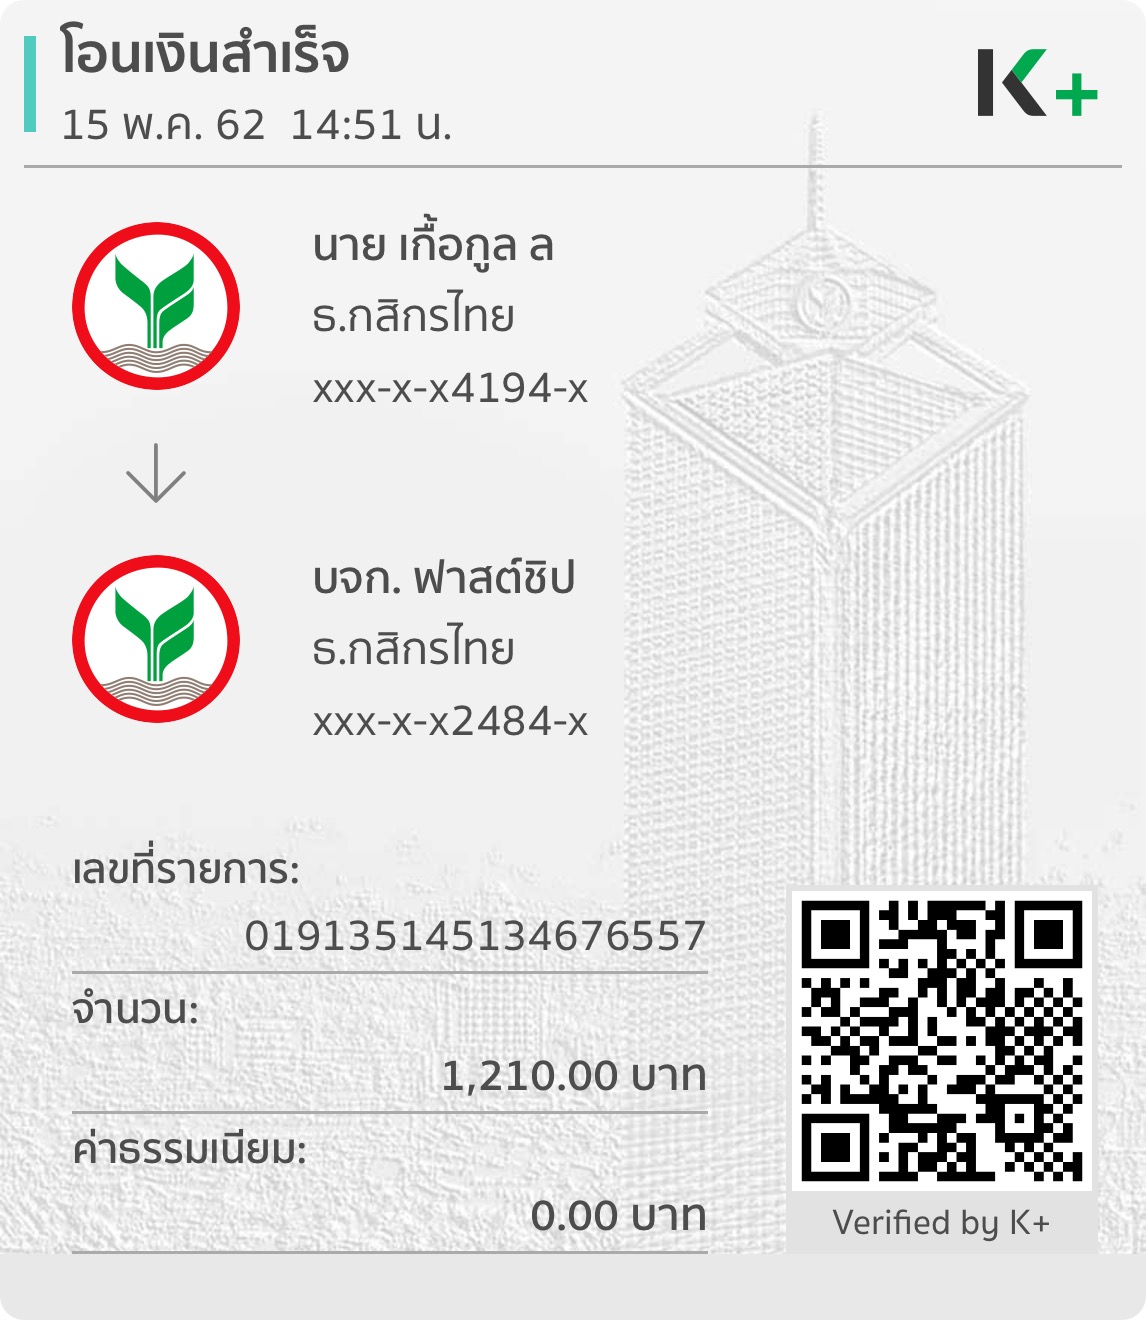 โอนเงินสำเร็จ
15 พ.ค. 62  14:51 น.
K+
นาย เกื้อกูล ล
ธ.กสิกรไทย
xxx-x-x4194-x
บจก. ฟาสต์ชิป
ธ.กสิกรไทย
xxx-x-x2484-x
เลขที่รายการ:
019135145134676557
จำนวน:
1,210.00 บาท
ค่าธรรมเนียม:
0.00 บาท
Verified by K+